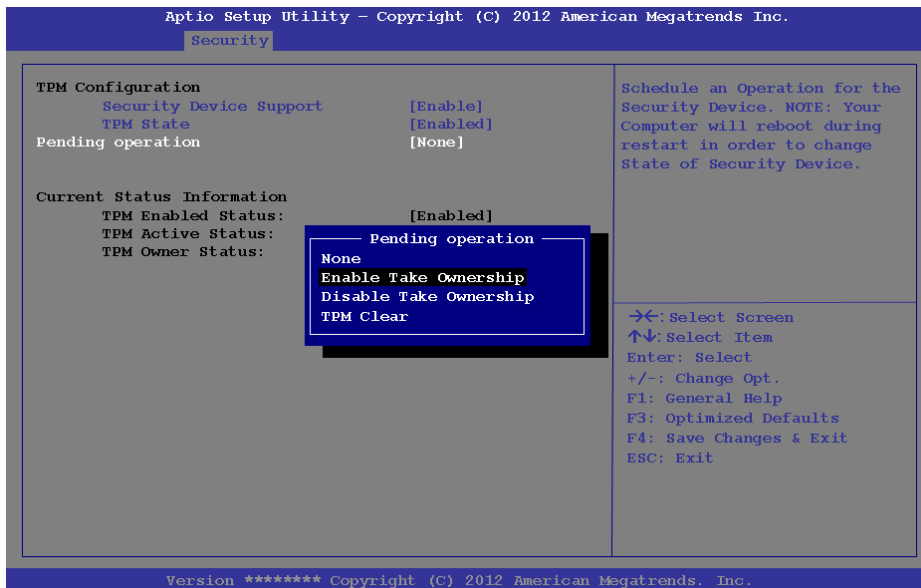 Aptio Setup Utility – Copyright (C) 2012 American Megatrends Inc.
Security
TPM Configuration
Security Device Support [Enable]
TPM State [Enabled]
Pending operation [None]
Current Status Information
TPM Enabled Status: [Enabled]
TPM Active Status:
TPM Owner Status:
Pending operation
None
Enable Take Ownership
Disable Take Ownership
TPM Clear
Schedule an Operation for the
Security Device. NOTE: Your
Computer will reboot during
restart in order to change
State of Security Device.
→←: Select Screen
↑↓: Select Item
Enter: Select
+/-: Change Opt.
F1: General Help
F3: Optimized Defaults
F4: Save Changes & Exit
ESC: Exit
Version ******** Copyright (C) 2012 American Megatrends. Inc.